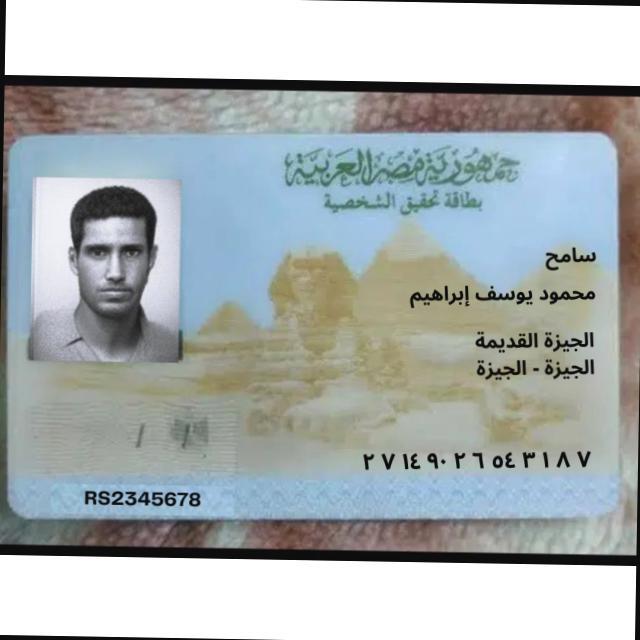 جمهورية مصر العربية
بطاقة تحقيق الشخصية
سامح
محمود يوسف إبراهيم
الجيزة القديمة
الجيزة - الجيزة
٢٧١٤٩٠٢٦٥٤٣١٨٧
RS2345678